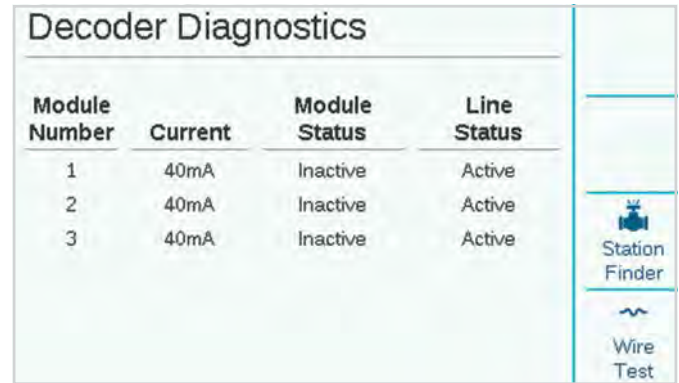 Decoder Diagnostics
Module Number Current Module Status Line Status
1 40mA Inactive Active
2 40mA Inactive Active
3 40mA Inactive Active
Station
Finder
Wire
Test